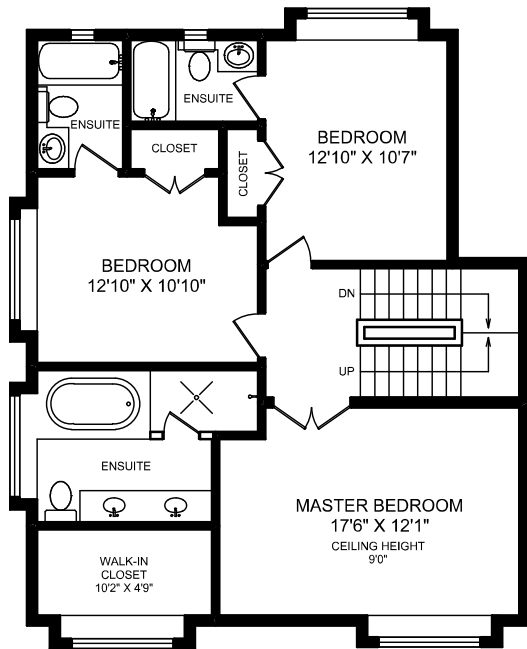 ENSUITE
ENSUITE
CLOSET
CLOSET
BEDROOM
12'10" X 10'7"
BEDROOM
12'10" X 10'10"
DN
UP
ENSUITE
MASTER BEDROOM
17'6" X 12'1"
CEILING HEIGHT
9'0"
WALK-IN
CLOSET
10'2" X 4'9"